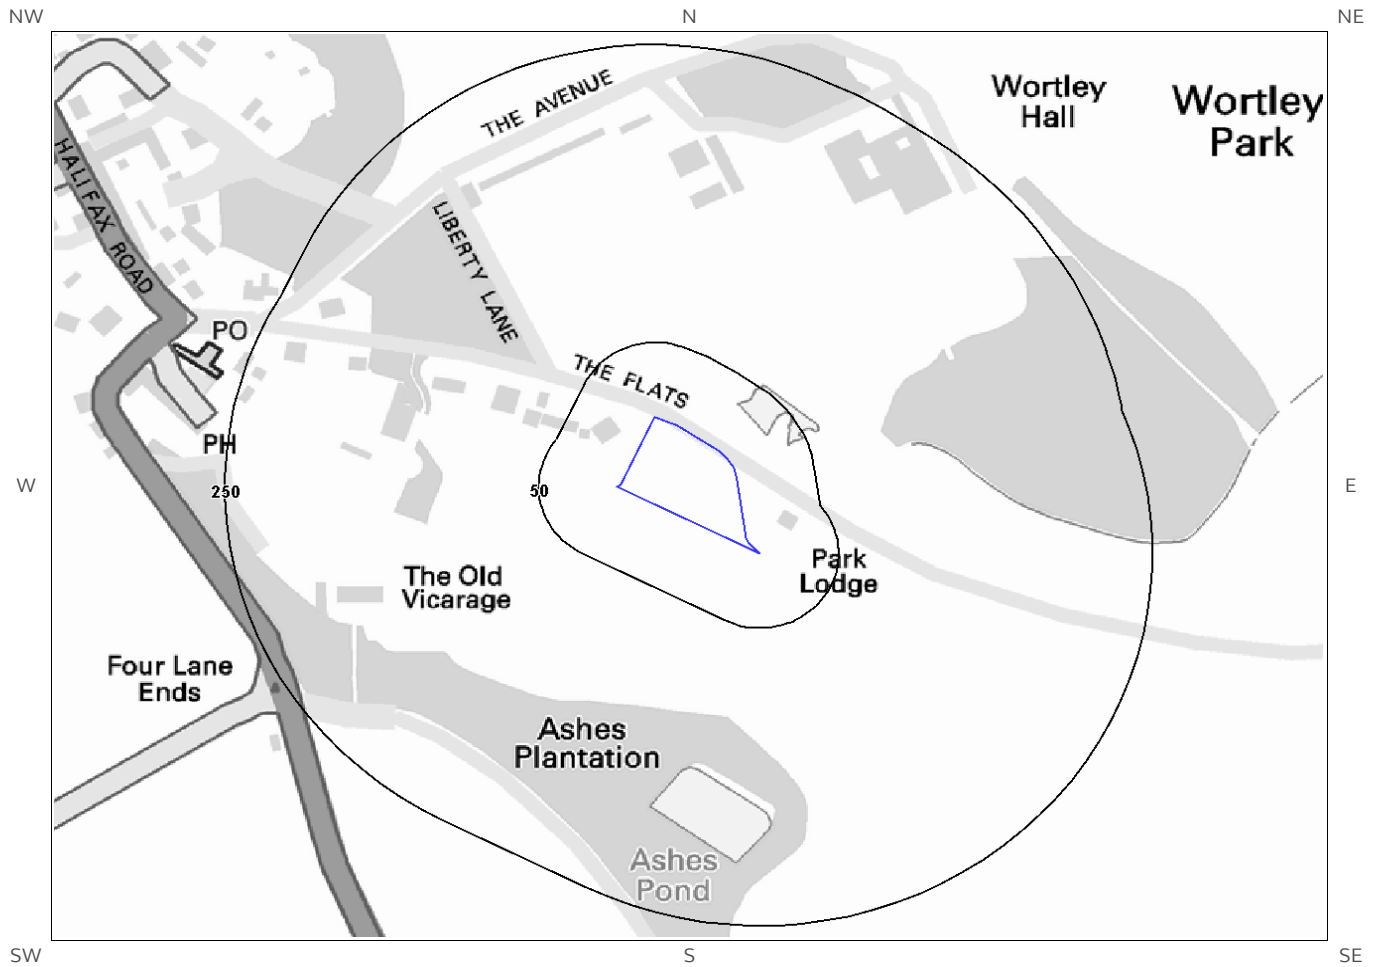 NW
N
NE
THE AVENUE
Wortley
Hall
Wortley
Park
HALIFAX ROAD
LIBERTY LANE
PO
THE FLATS
PH
W
250
50
E
Park
Lodge
The Old
Vicarage
Four Lane
Ends
Ashes
Plantation
Ashes
Pond
SW
S
SE